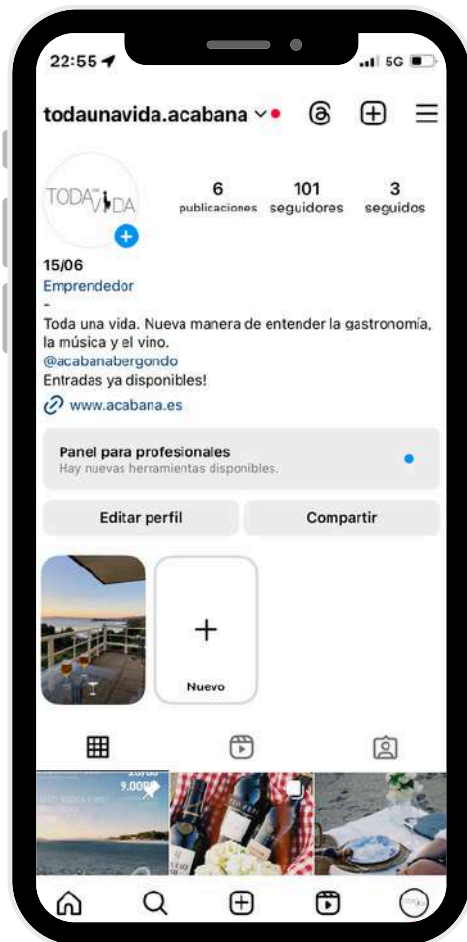 22:55
5G
todaunavida.acabana
TODA VIDA
6 101 3
publicaciones seguidores seguidos
15/06
Emprendedor
-
Toda una vida. Nueva manera de entender la gastronomía,
la música y el vino.
@acabanabergondo
Entradas ya disponibles!
www.acabana.es
Panel para profesionales
Hay nuevas herramientas disponibles.
Editar perfil Compartir
Nuevo